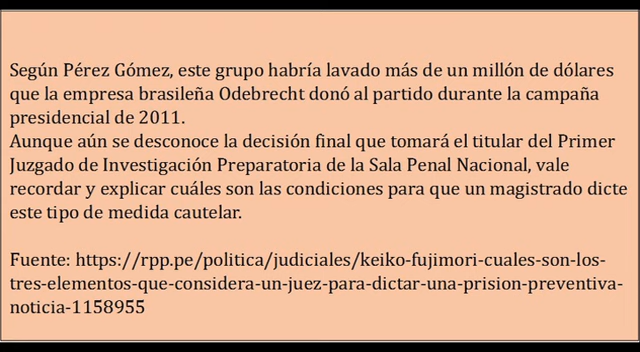 Según Pérez Gómez, este grupo habría lavado más de un millón de dólares
que la empresa brasileña Odebrecht donó al partido durante la campaña
presidencial de 2011.
Aunque aún se desconoce la decisión final que tomará el titular del Primer
Juzgado de Investigación Preparatoria de la Sala Penal Nacional, vale
recordar y explicar cuáles son las condiciones para que un magistrado dicte
este tipo de medida cautelar.
Fuente: https://rpp.pe/politica/judiciales/keiko-fujimori-cuales-son-los-
tres-elementos-que-considera-un-juez-para-dictar-una-prision-preventiva-
noticia-1158955